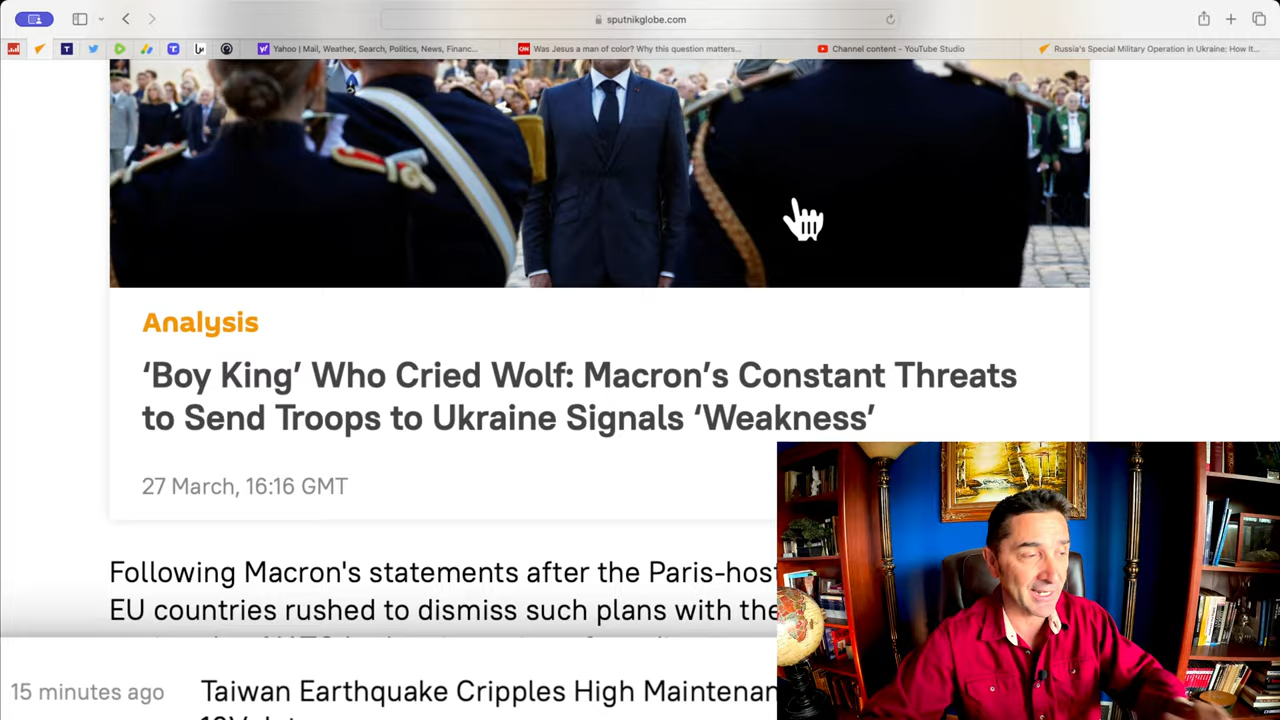 sputnikglobe.com
Yahoo | Mail, Weather, Search, Politics, News, Financ...
CNN
Was Jesus a man of color? Why this question matters...
Channel content - YouTube Studio
Russia's Special Military Operation in Ukraine: How It...
Analysis
‘Boy King’ Who Cried Wolf: Macron’s Constant Threats
to Send Troops to Ukraine Signals ‘Weakness’
27 March, 16:16 GMT
Following Macron's statements after the Paris-host
EU countries rushed to dismiss such plans with the
15 minutes ago
Taiwan Earthquake Cripples High Maintenan